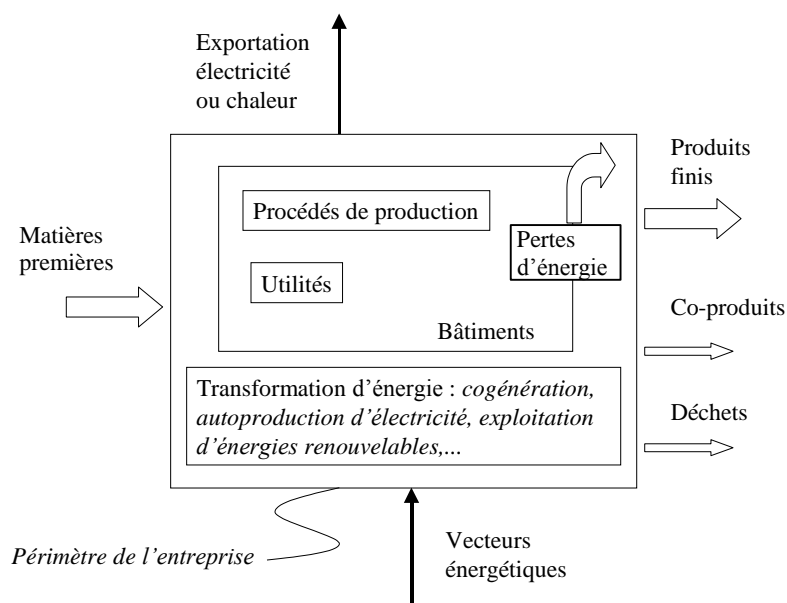 Exportation
électricité
ou chaleur
Produits
finis
Procédés de production
Matières
premières
Pertes
d’énergie
Utilités
Bâtiments
Co-produits
Transformation d’énergie : cogénération,
autoproduction d’électricité, exploitation
d’énergies renouvelables,...
Déchets
Périmètre de l’entreprise
Vecteurs
énergétiques